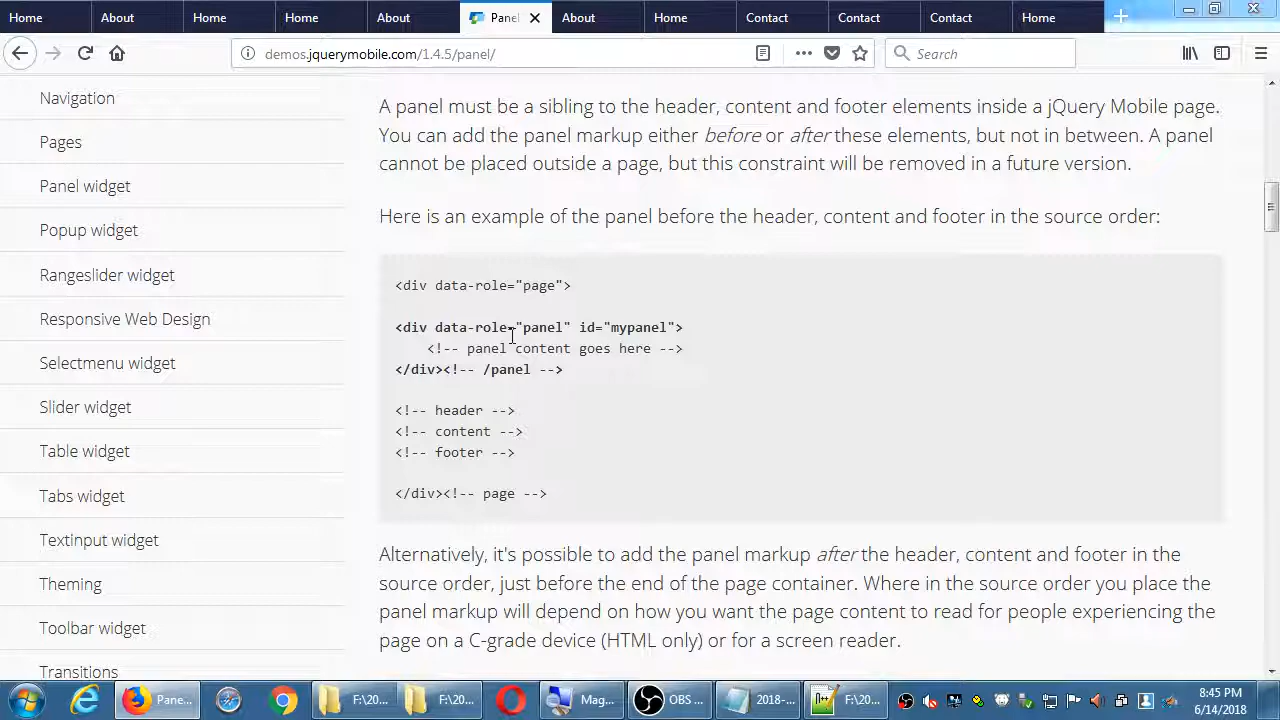 Home About Home Home About Panel About Home Contact Contact Contact Home
demos.jquerymobile.com/1.4.5/panel/ Search
Navigation
Pages
Panel widget
Popup widget
Rangeslider widget
Responsive Web Design
Selectmenu widget
Slider widget
Table widget
Tabs widget
Textinput widget
Theming
Toolbar widget
Transitions
A panel must be a sibling to the header, content and footer elements inside a jQuery Mobile page.
You can add the panel markup either before or after these elements, but not in between. A panel
cannot be placed outside a page, but this constraint will be removed in a future version.
Here is an example of the panel before the header, content and footer in the source order:
<div data-role="page">
<div data-role="panel" id="mypanel">
<!-- panel content goes here -->
</div><!-- /panel -->
<!-- header -->
<!-- content -->
<!-- footer -->
</div><!-- page -->
Alternatively, it's possible to add the panel markup after the header, content and footer in the
source order, just before the end of the page container. Where in the source order you place the
panel markup will depend on how you want the page content to read for people experiencing the
page on a C-grade device (HTML only) or for a screen reader.
Pane... F:\20... F:\20... Mag... OBS ... 2018-... F:\20... 8:45 PM
6/14/2018